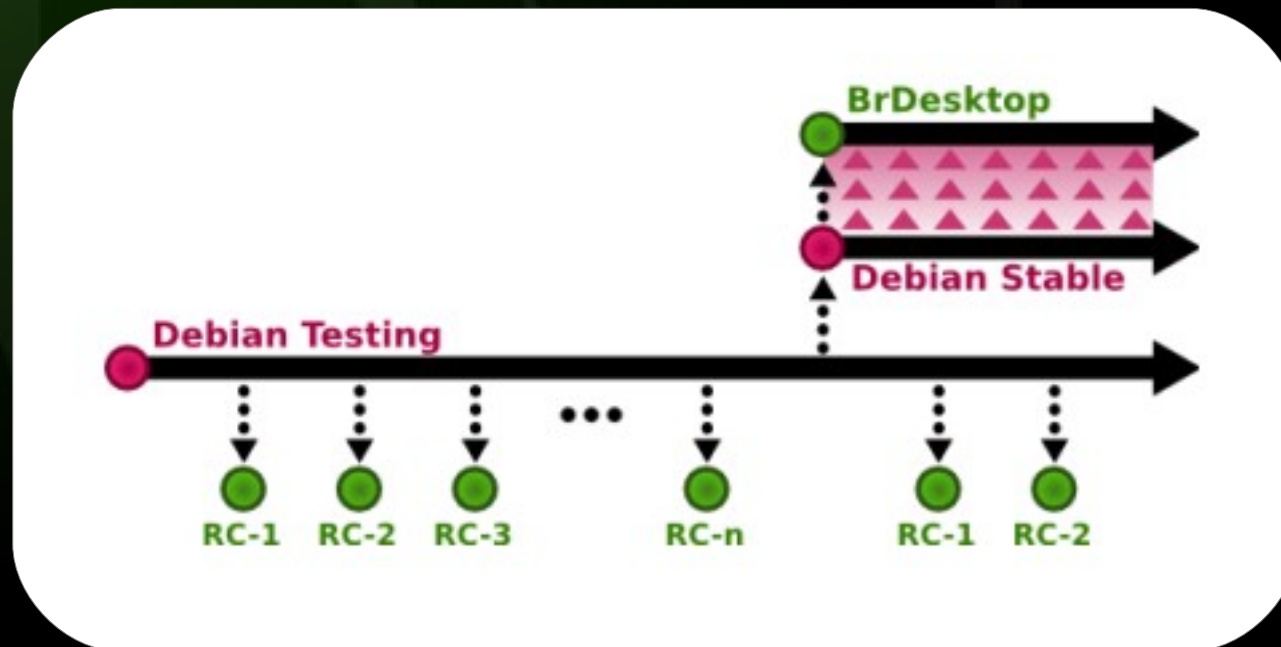 BrDesktop
Debian Stable
Debian Testing
•••
RC-1 RC-2 RC-3 RC-n RC-1 RC-2